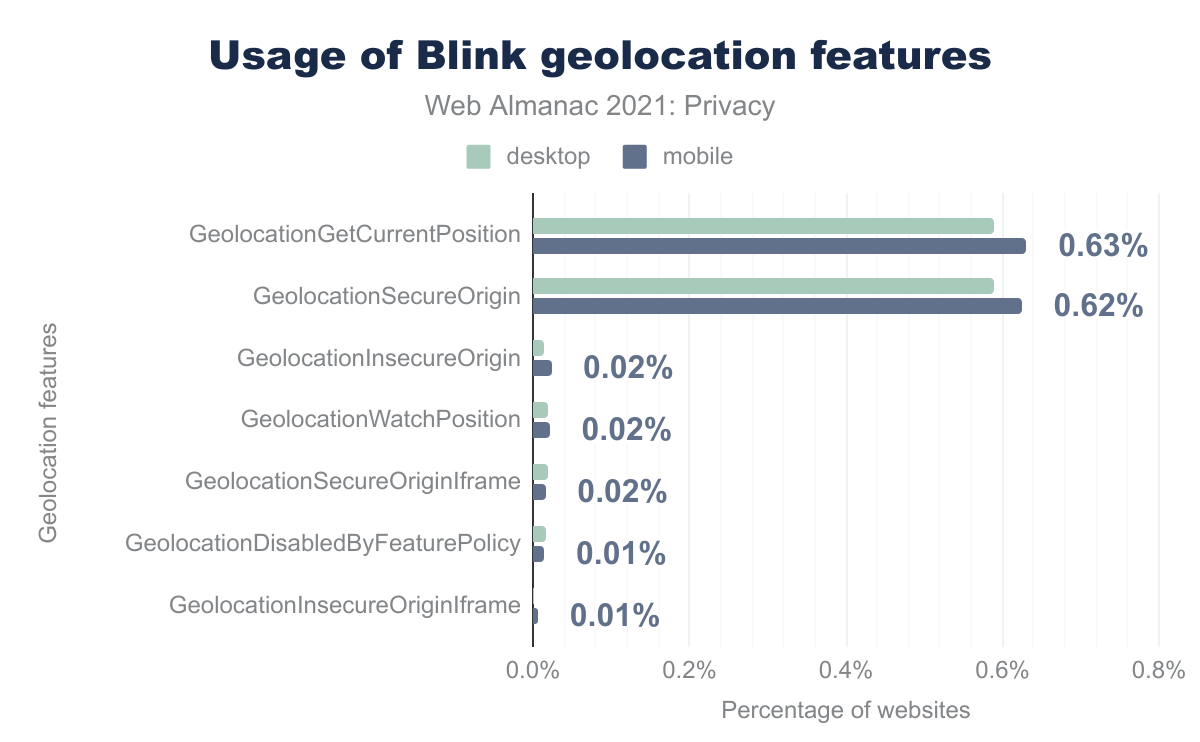 Usage of Blink geolocation features
Web Almanac 2021: Privacy
desktop mobile
Geolocation features
GeolocationGetCurrentPosition 0.63%
GeolocationSecureOrigin 0.62%
GeolocationInsecureOrigin 0.02%
GeolocationWatchPosition 0.02%
GeolocationSecureOriginIframe 0.02%
GeolocationDisabledByFeaturePolicy 0.01%
GeolocationInsecureOriginIframe 0.01%
0.0% 0.2% 0.4% 0.6% 0.8%
Percentage of websites